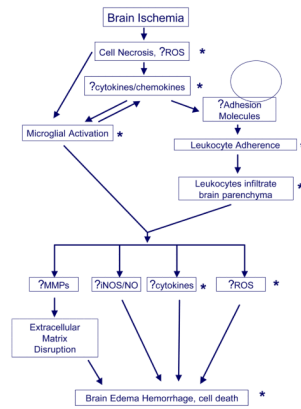 Brain Ischemia
Cell Necrosis, ?ROS *
?cytokines/chemokines *
?Adhesion
Molecules
Microglial Activation *
Leukocyte Adherence *
Leukocytes infiltrate
brain parenchyma *
?MMPs
?iNOS/NO
?cytokines *
?ROS *
Extracellular
Matrix
Disruption
Brain Edema Hemorrhage, cell death *